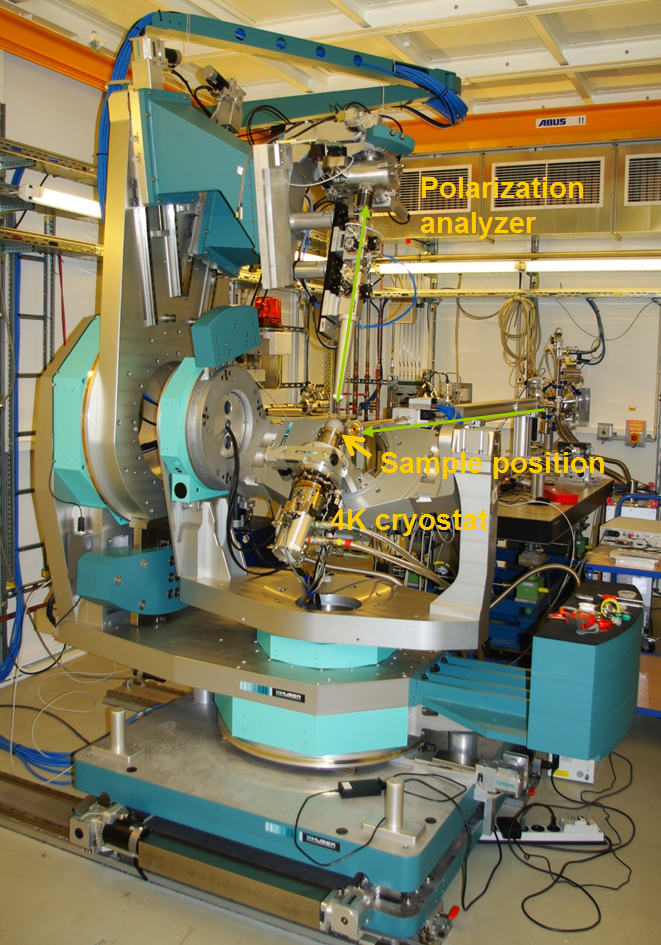 ABUS
Polarization
analyzer
Sample position
4K cryostat
HUBER
HUBER